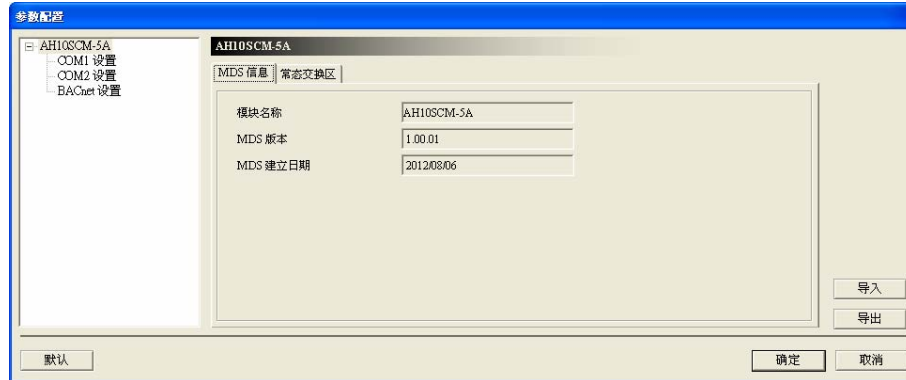 参数配置
AH10SCM-5A
COM1 设置
COM2 设置
BACnet 设置
AH10SCM-5A
MDS 信息 常态交换区
模块名称 AH10SCM-5A
MDS 版本 1.00.01
MDS 建立日期 2012/08/06
导入
导出
默认 确定 取消